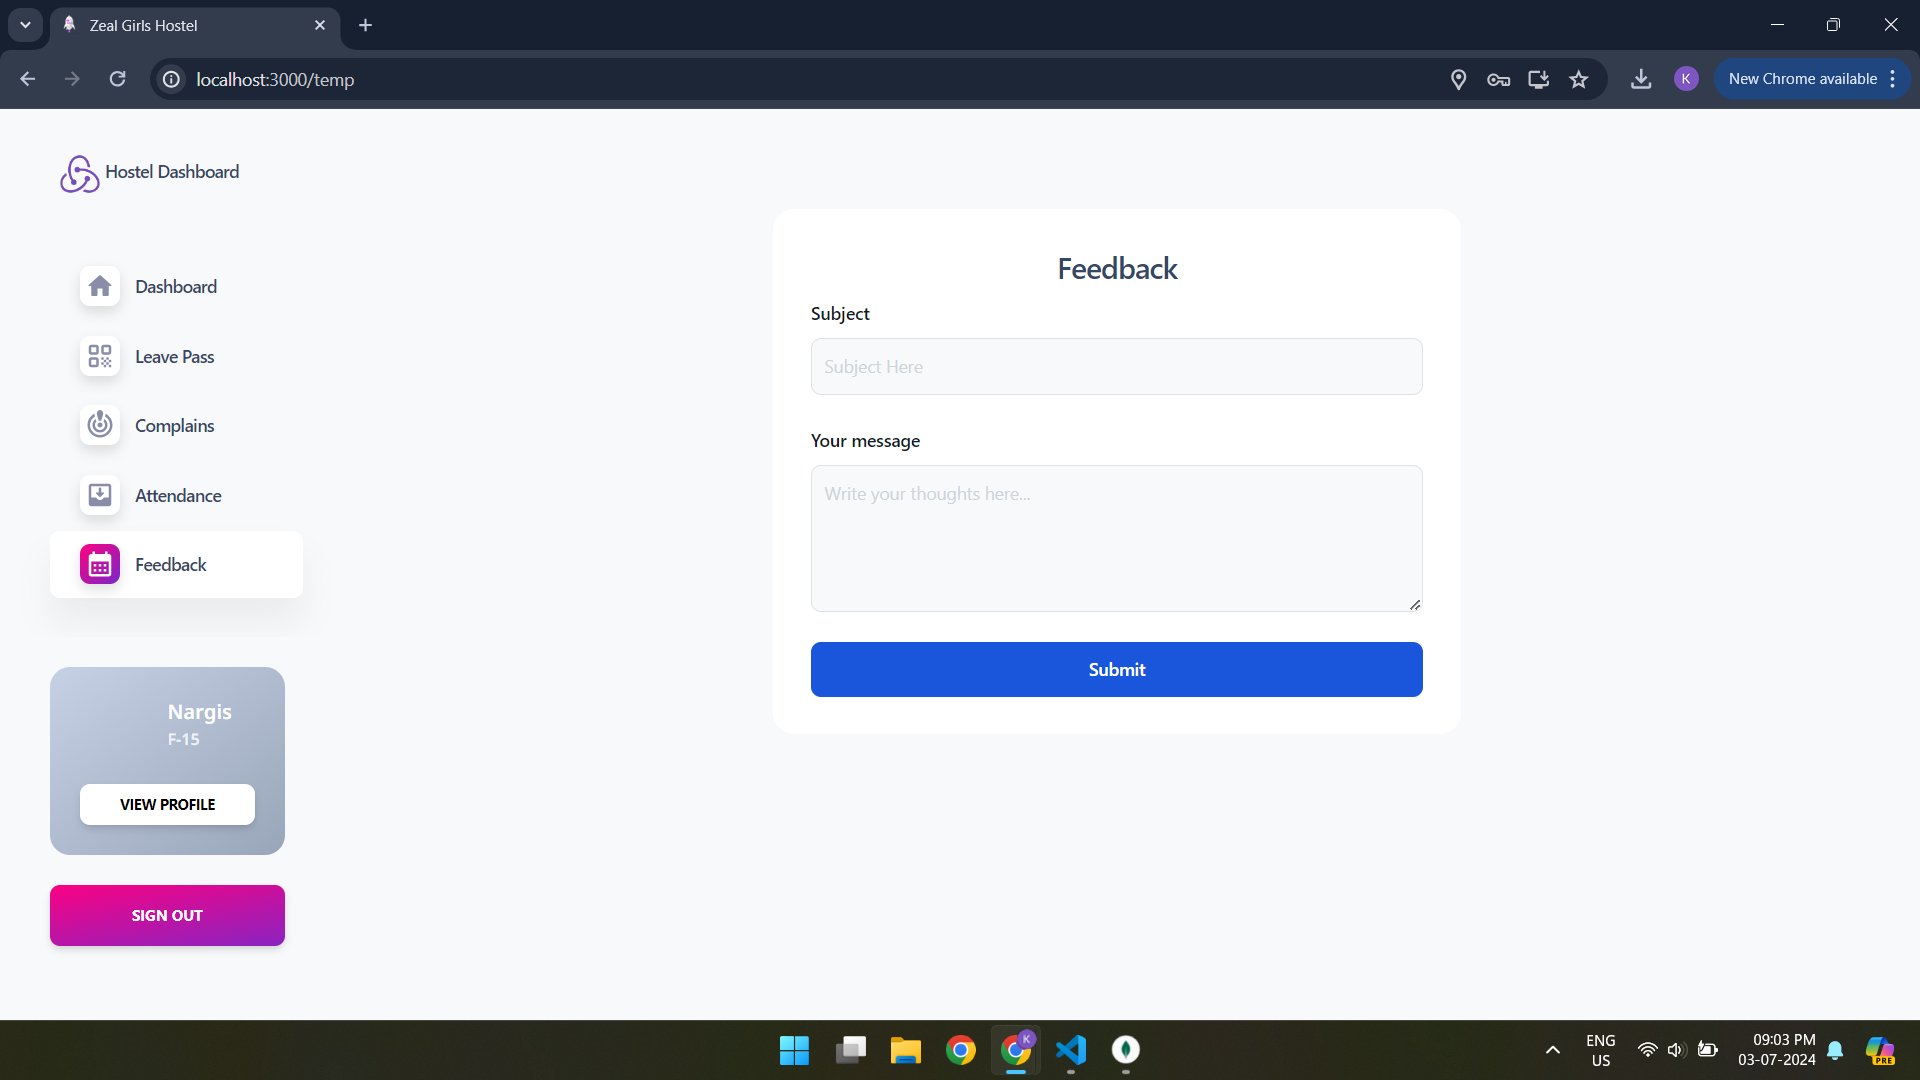 Zeal Girls Hostel
localhost:3000/temp
K
New Chrome available
Hostel Dashboard
Dashboard
Leave Pass
Complains
Attendance
Feedback
Nargis
F-15
VIEW PROFILE
SIGN OUT
Feedback
Subject
Subject Here
Your message
Write your thoughts here...
Submit
K
ENG
US
09:03 PM
03-07-2024
PRE